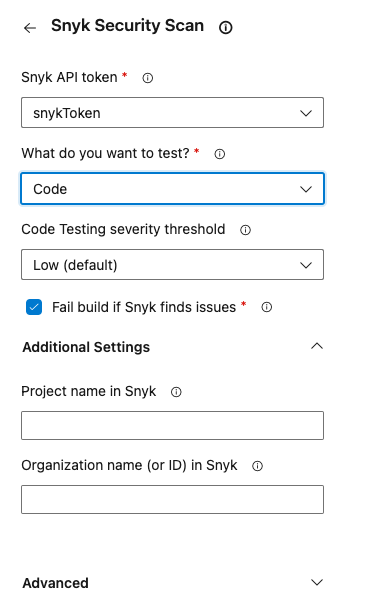 Snyk Security Scan
Snyk API token *
snykToken
What do you want to test? *
Code
Code Testing severity threshold
Low (default)
Fail build if Snyk finds issues *
Additional Settings
Project name in Snyk
Organization name (or ID) in Snyk
Advanced